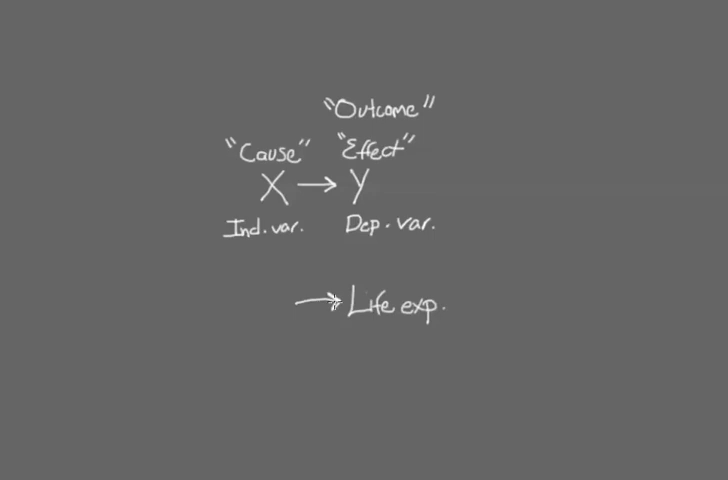 "Outcome"
"Cause" "Effect"
X → Y
Ind. var. Dep. var.
→ Life exp.